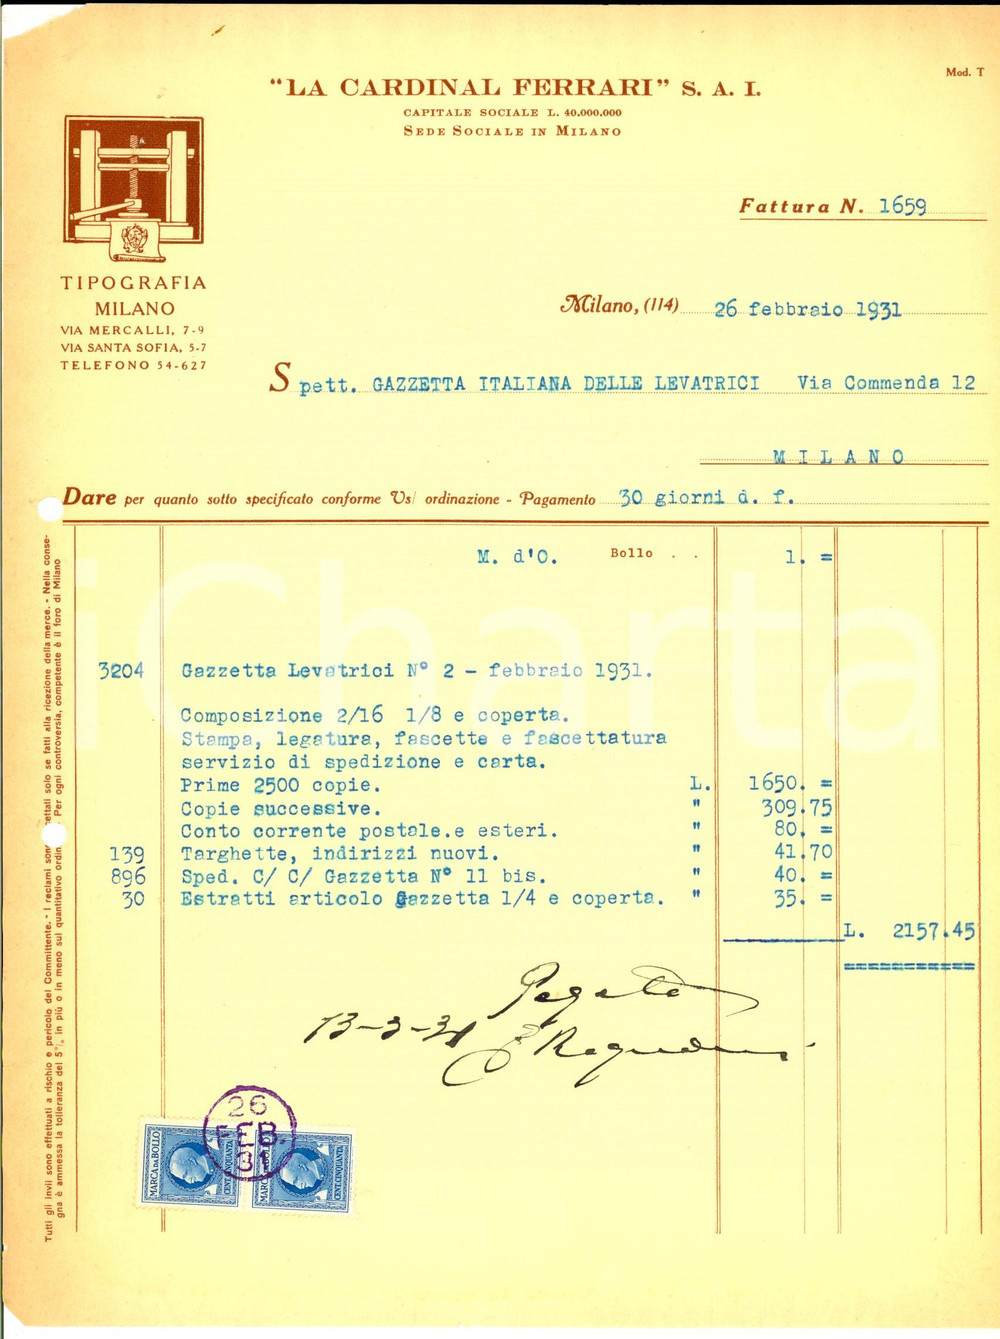 Mod. T
"LA CARDINAL FERRARI" S. A. I.
CAPITALE SOCIALE L. 40.000.000
SEDE SOCIALE IN MILANO
Fattura N. 1659
TIPOGRAFIA
MILANO
VIA MERCALLI, 7-9
VIA SANTA SOFIA, 5-7
TELEFONO 54-627
Milano, (114) 26 febbraio 1931
Spett. GAZZETTA ITALIANA DELLE LEVATRICI Via Commenda 12
MILANO
Dare per quanto sotto specificato conforme Vs/ ordinazione - Pagamento 30 giorni d. f.
M. d'O. Bollo . . 1. =
3204 Gazzetta Levatrici N° 2 - febbraio 1931.
Composizione 2/16 1/8 e coperta.
Stampa, legatura, fascette e fascettatura
servizio di spedizione e carta.
Prime 2500 copie. L. 1650. =
Copie successive. " 309.75
Conto corrente postale.e esteri. " 80. =
139 Targhette, indirizzi nuovi. " 41.70
896 Sped. C/ C/ Gazzetta N° 11 bis. " 40. =
30 Estratti articolo Gazzetta 1/4 e coperta. " 35. =
L. 2157.45
Pagato
13-3-31
26
FEB.
31
MARCA DA BOLLO
CENT. CINQUANTA
MARCA DA BOLLO
CENT. CINQUANTA
Tutti gli invii sono effettuati a rischio e pericolo del Committente. - I reclami sono accettati solo se fatti alla ricezione della merce. - Nella conse-
gna è ammessa la tolleranza del 5% in più o in meno sul quantitativo ordin Per ogni controversia, competente è il foro di Milano
iCharta